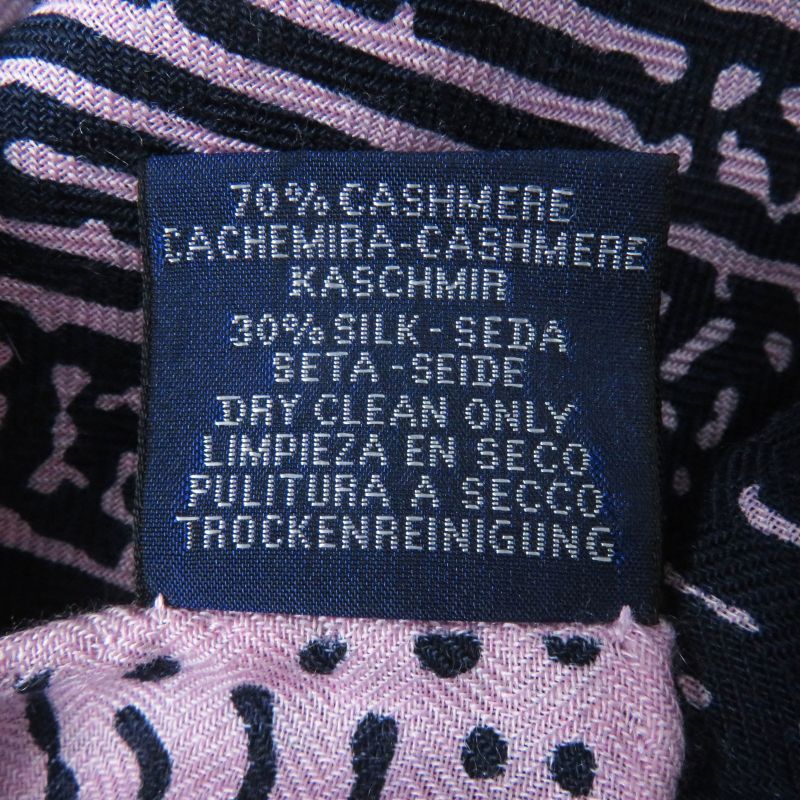 70% CASHMERE
CACHEMIRA-CASHMERE
KASCHMIR
30% SILK - SEDA
SETA - SEIDE
DRY CLEAN ONLY
LIMPIEZA EN SECO
PULITURA A SECCO
TROCKENREINIGUNG